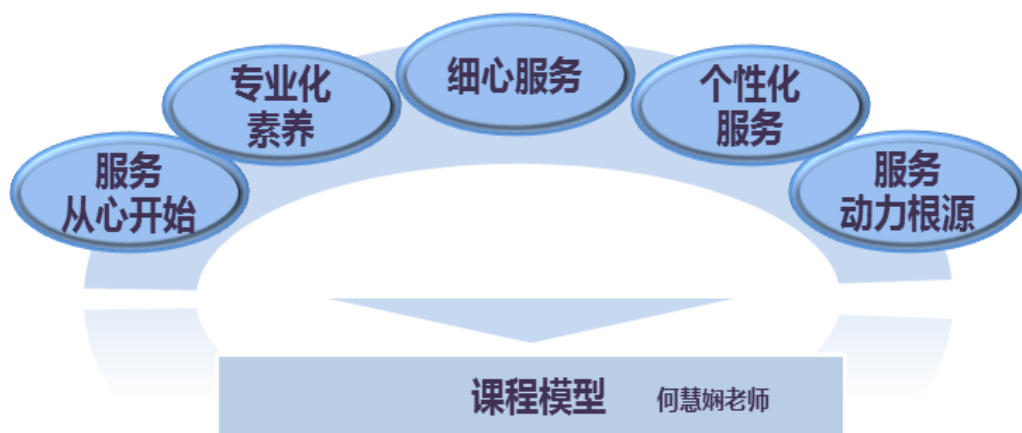 服务
从心开始
专业化
素养
细心服务
个性化
服务
服务
动力根源
课程模型 何慧娴老师